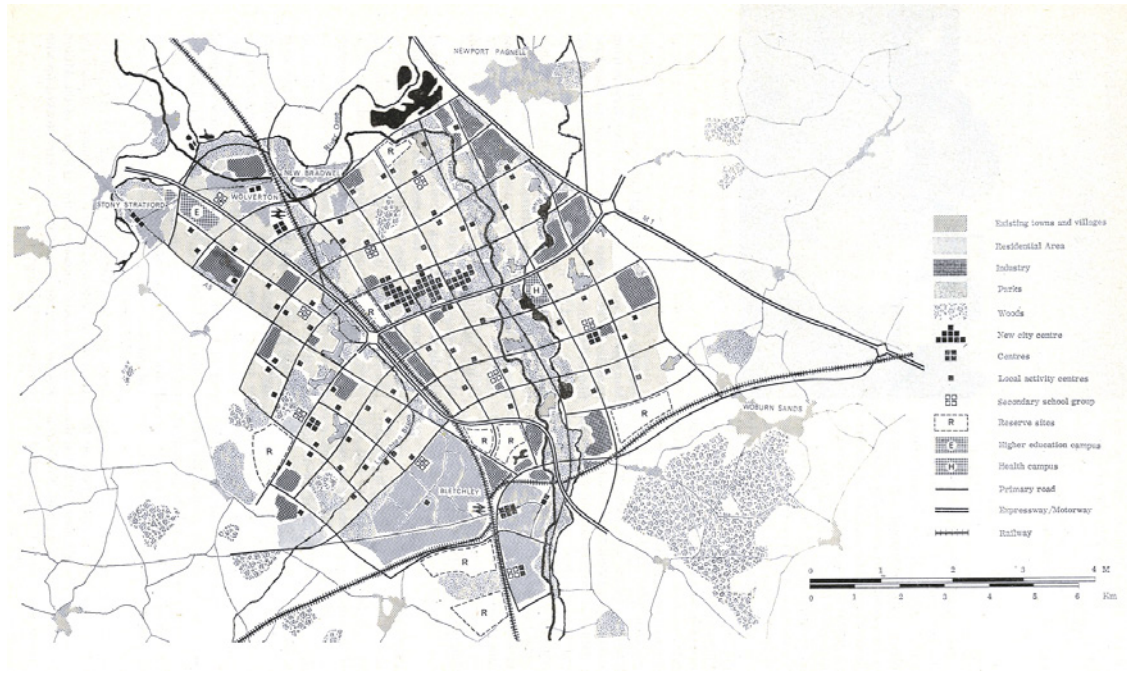 NEWPORT PAGNELL
NEW BRADWELL
WOLVERTON
STONY STRATFORD
R
E
A5
M1
H
R
R
R
R
R
R
WOBURN SANDS
BLETCHLEY
R
R
Existing towns and villages
Residential Area
Industry
Parks
Woods
New city centre
Centres
Local activity centres
Secondary school group
R Reserve sites
E Higher education campus
H Health campus
Primary road
Expressway/Motorway
Railway
0 1 2 3 4 M
0 1 2 3 4 5 6 Km